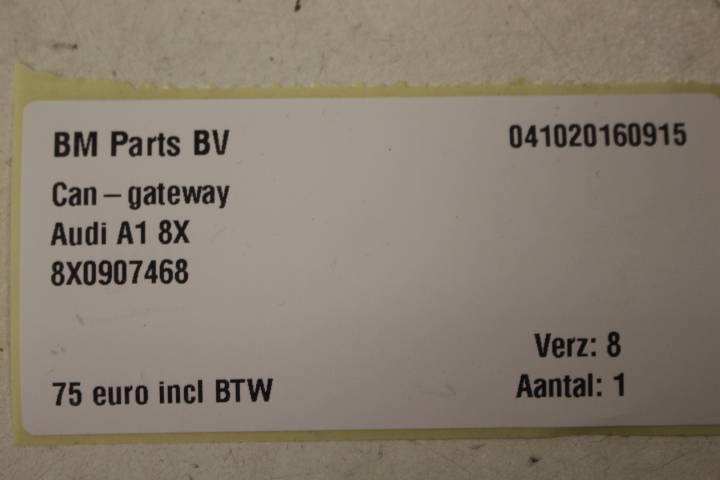 BM Parts BV
041020160915
Can – gateway
Audi A1 8X
8X0907468
Verz: 8
75 euro incl BTW
Aantal: 1